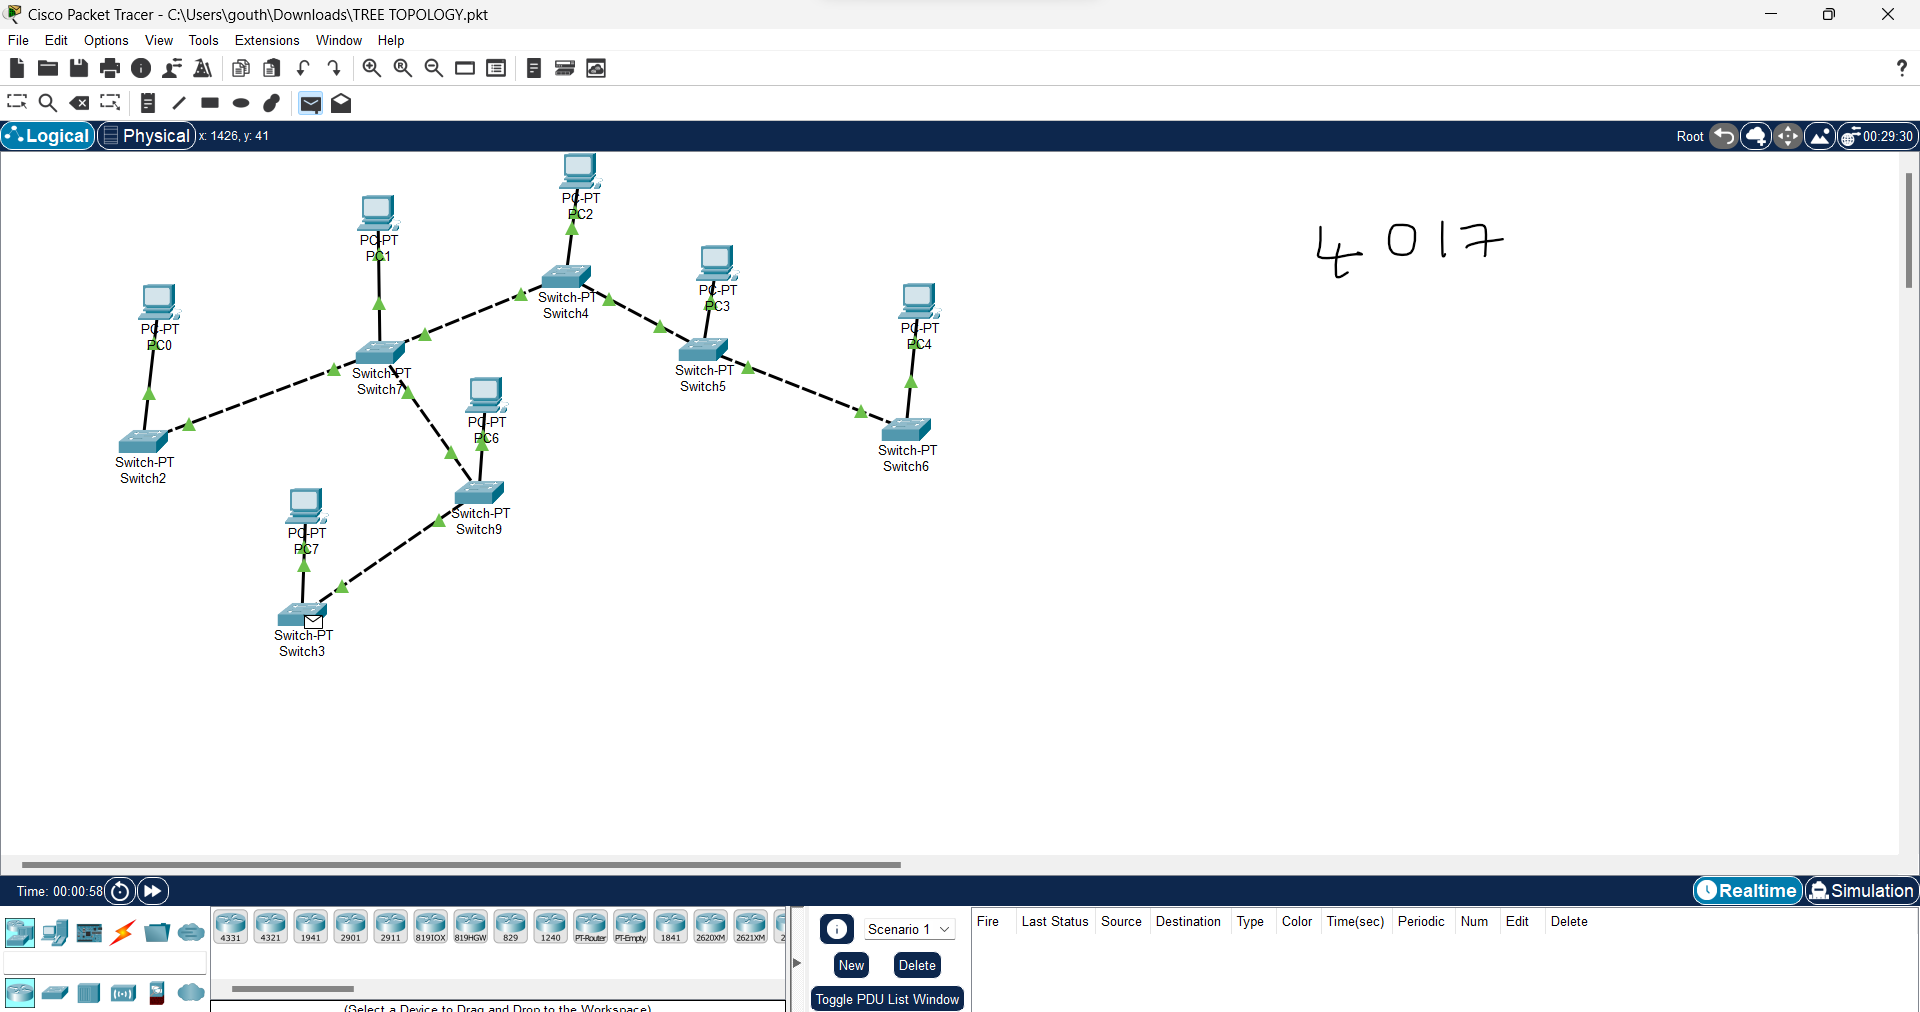 Cisco Packet Tracer - C:\Users\gouth\Downloads\TREE TOPOLOGY.pkt
File Edit Options View Tools Extensions Window Help
?
Logical Physical x: 1426, y: 41 Root 00:29:30
PC-PT
PC2
PC-PT
PC1
4 017
Switch-PT
Switch4
PC-PT
PC3
PC-PT
PC0
PC-PT
PC4
Switch-PT
Switch7
Switch-PT
Switch5
PC-PT
PC6
Switch-PT
Switch2
Switch-PT
Switch6
Switch-PT
Switch9
PC-PT
PC7
Switch-PT
Switch3
Time: 00:00:58 Realtime Simulation
4331 4321 1941 2901 2911 819IOX 819HGW 829 1240 PT-Router PT-Empty 1841 2620XM 2621XM 2
Scenario 1
New Delete
Toggle PDU List Window
Fire Last Status Source Destination Type Color Time(sec) Periodic Num Edit Delete
(Select a Device to Drag and Drop to the Workspace)